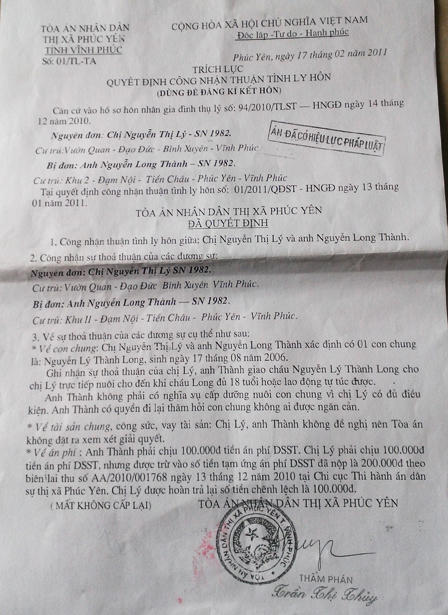 TÒA ÁN NHÂN DÂN
THỊ XÃ PHÚC YÊN
TỈNH VĨNH PHÚC
Số: 01/TL-TA
CỘNG HÒA XÃ HỘI CHỦ NGHĨA VIỆT NAM
Độc lập -Tự do - Hạnh phúc
Phúc Yên, ngày 17 tháng 02 năm 2011
TRÍCH LỤC
QUYẾT ĐỊNH CÔNG NHẬN THUẬN TÌNH LY HÔN
(DÙNG ĐỂ ĐĂNG KÍ KẾT HÔN)
Căn cứ vào hồ sơ hôn nhân gia đình thụ lý số: 94/2010/TLST — HNGĐ ngày 14 tháng
12 năm 2010.
Nguyên đơn: Chị Nguyễn Thị Lý - SN 1982.
ÁN ĐÃ CÓ HIỆU LỰC PHÁP LUẬT
Cư trú: Vườn Quan - Đạo Đức - Bình Xuyên - Vĩnh Phúc.
Bị đơn: Anh Nguyễn Long Thành – SN 1982.
Cư trú: Khu 2 - Đạm Nội - Tiền Châu - Phúc Yên - Vĩnh Phúc
Tại quyết định công nhận thuận tình ly hôn số: 01/2011/QĐST - HNGĐ ngày 13 tháng
01 năm 2011.
TÒA ÁN NHÂN DÂN THỊ XÃ PHÚC YÊN
ĐÃ QUYẾT ĐỊNH
1. Công nhận thuận tình ly hôn giữa: Chị Nguyễn Thị Lý và anh Nguyễn Long Thành.
2. Công nhận sự thoả thuận của các đương sự:
Nguyên đơn: Chị Nguyễn Thị Lý SN 1982.
Cư trú: Vườn Quan - Đạo Đức Bình Xuyên - Vĩnh Phúc.
Bị đơn: Anh Nguyễn Long Thành — SN 1982.
Cư trú: Khu II - Đạm Nội - Tiền Châu - Phúc Yên - Vĩnh Phúc.
3. Về sự thoả thuận của các đương sự cụ thể như sau:
* Về con chung: Chị Nguyễn Thị Lý và anh Nguyễn Long Thành xác định có 01 con chung
là: Nguyễn Lý Thành Long, sinh ngày 17 tháng 08 năm 2006.
Ghi nhận sự thoả thuận của chị Lý, anh Thành giao cháu Nguyễn Lý Thành Long cho
chị Lý trực tiếp nuôi cho đến khi cháu Long đủ 18 tuổi hoặc lao động tự túc được.
Anh Thành không phải có nghĩa vụ cấp dưỡng nuôi con chung vì chị Lý có đủ điều
kiện. Anh Thành có quyền đi lại thăm hỏi con chung không ai được ngăn cản.
* Về tài sản chung, công sức, vay tài sản: Chị Lý, anh Thành không đề nghị nên Tòa án
không đặt ra xem xét giải quyết.
* Về án phí : Anh Thành phải chịu 100.000đ tiền án phí DSST. Chị Lý phải chịu 100.000đ
tiền án phí DSST, nhưng được trừ vào số tiền tạm ứng án phí DSST đã nộp là 200.000đ theo
biên lai thu số AA/2010/001768 ngày 13 tháng 12 năm 2010 tại Chi cục Thi hành án dân
sự thị xã Phúc Yên. Chị Lý được hoàn trả lại số tiền chênh lệch là 100.000đ.
( MẤT KHÔNG CẤP LẠI )
TÒA ÁN NHÂN DÂN THỊ XÃ PHÚC YÊN
TÒA ÁN NHÂN DÂN THỊ XÃ PHÚC YÊN T. VĨNH PHÚC
THẨM PHÁN
Trần Thị Thủy